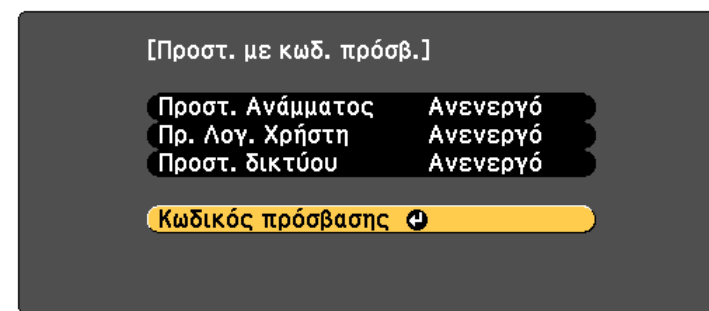 [Προστ. με κωδ. πρόσβ.]
Προστ. Ανάμματος Ανενεργό
Πρ. Λογ. Χρήστη Ανενεργό
Προστ. δικτύου Ανενεργό
Κωδικός πρόσβασης